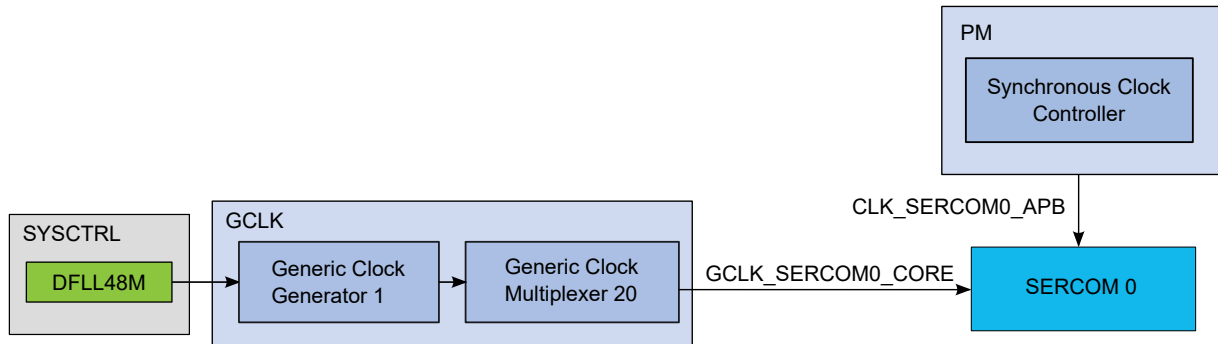 PM
Synchronous Clock
Controller
CLK_SERCOM0_APB
SYSCTRL
DFLL48M
GCLK
Generic Clock
Generator 1
Generic Clock
Multiplexer 20
GCLK_SERCOM0_CORE
SERCOM 0